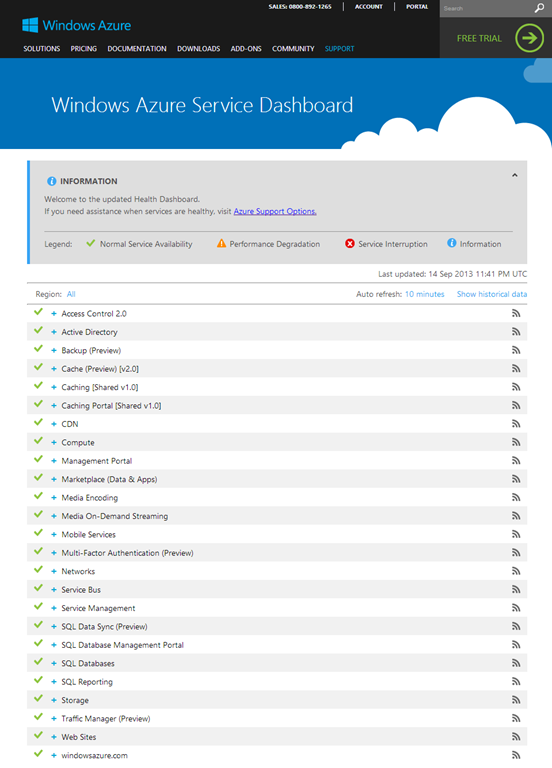 SALES: 0800-892-1265 ACCOUNT PORTAL Search
Windows Azure
FREE TRIAL
SOLUTIONS PRICING DOCUMENTATION DOWNLOADS ADD-ONS COMMUNITY SUPPORT
Windows Azure Service Dashboard
INFORMATION
Welcome to the updated Health Dashboard.
If you need assistance when services are healthy, visit Azure Support Options.
Legend: Normal Service Availability Performance Degradation Service Interruption Information
Last updated: 14 Sep 2013 11:41 PM UTC
Region: All Auto refresh: 10 minutes Show historical data
+ Access Control 2.0
+ Active Directory
+ Backup (Preview)
+ Cache (Preview) [v2.0]
+ Caching [Shared v1.0]
+ Caching Portal [Shared v1.0]
+ CDN
+ Compute
+ Management Portal
+ Marketplace (Data & Apps)
+ Media Encoding
+ Media On-Demand Streaming
+ Mobile Services
+ Multi-Factor Authentication (Preview)
+ Networks
+ Service Bus
+ Service Management
+ SQL Data Sync (Preview)
+ SQL Database Management Portal
+ SQL Databases
+ SQL Reporting
+ Storage
+ Traffic Manager (Preview)
+ Web Sites
+ windowsazure.com